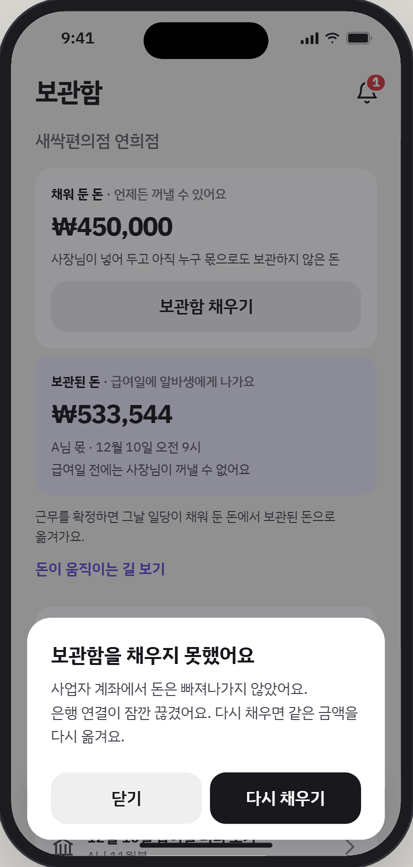 9:41
보관함
1
새싹편의점 연희점
채워 둔 돈 · 언제든 꺼낼 수 있어요
₩450,000
사장님이 넣어 두고 아직 누구 몫으로도 보관하지 않은 돈
보관함 채우기
보관된 돈 · 급여일에 알바생에게 나가요
₩533,544
A님 몫 · 12월 10일 오전 9시
급여일 전에는 사장님이 꺼낼 수 없어요
근무를 확정하면 그날 일당이 채워 둔 돈에서 보관된 돈으로
옮겨가요.
돈이 움직이는 길 보기
보관함을 채우지 못했어요
사업자 계좌에서 돈은 빠져나가지 않았어요.
은행 연결이 잠깐 끊겼어요. 다시 채우면 같은 금액을
다시 옮겨요.
닫기
다시 채우기